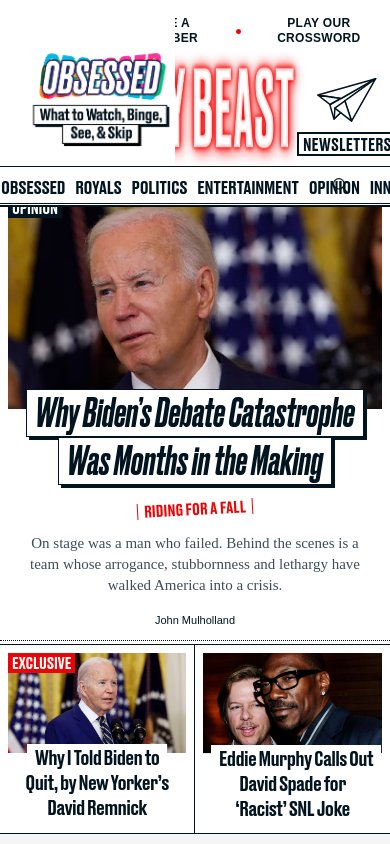 E A
BER
PLAY OUR
CROSSWORD
OBSESSED
What to Watch, Binge,
See, & Skip
Y BEAST
NEWSLETTERS
OBSESSED ROYALS POLITICS ENTERTAINMENT OPINION INN
OPINION
Why Biden's Debate Catastrophe
Was Months in the Making
RIDING FOR A FALL
On stage was a man who failed. Behind the scenes is a
team whose arrogance, stubbornness and lethargy have
walked America into a crisis.
John Mulholland
EXCLUSIVE
Why I Told Biden to
Quit, by New Yorker's
David Remnick
Eddie Murphy Calls Out
David Spade for
‘Racist’ SNL Joke